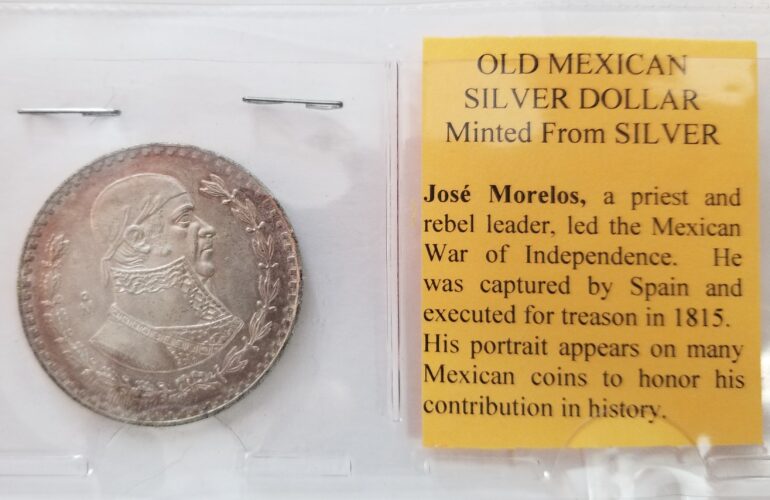 OLD MEXICAN
SILVER DOLLAR
Minted From SILVER
José Morelos, a priest and
rebel leader, led the Mexican
War of Independence. He
was captured by Spain and
executed for treason in 1815.
His portrait appears on many
Mexican coins to honor his
contribution in history.